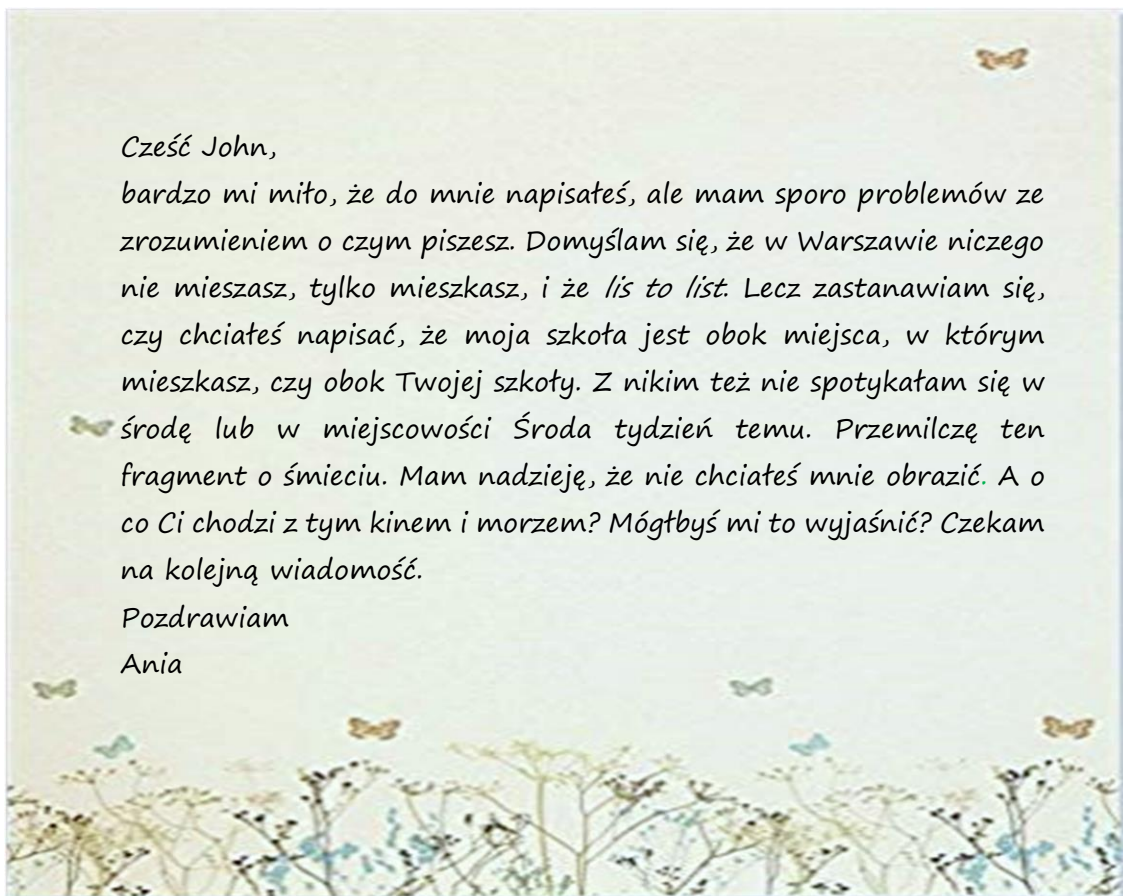 Cześć John,
bardzo mi miło, że do mnie napisałeś, ale mam sporo problemów ze
zrozumieniem o czym piszesz. Domyślam się, że w Warszawie niczego
nie mieszasz, tylko mieszkasz, i że lis to list. Lecz zastanawiam się,
czy chciałeś napisać, że moja szkoła jest obok miejsca, w którym
mieszkasz, czy obok Twojej szkoły. Z nikim też nie spotykałam się w
środę lub w miejscowości Środa tydzień temu. Przemilczę ten
fragment o śmieciu. Mam nadzieję, że nie chciałeś mnie obrazić. A o
co Ci chodzi z tym kinem i morzem? Mógłbyś mi to wyjaśnić? Czekam
na kolejną wiadomość.
Pozdrawiam
Ania